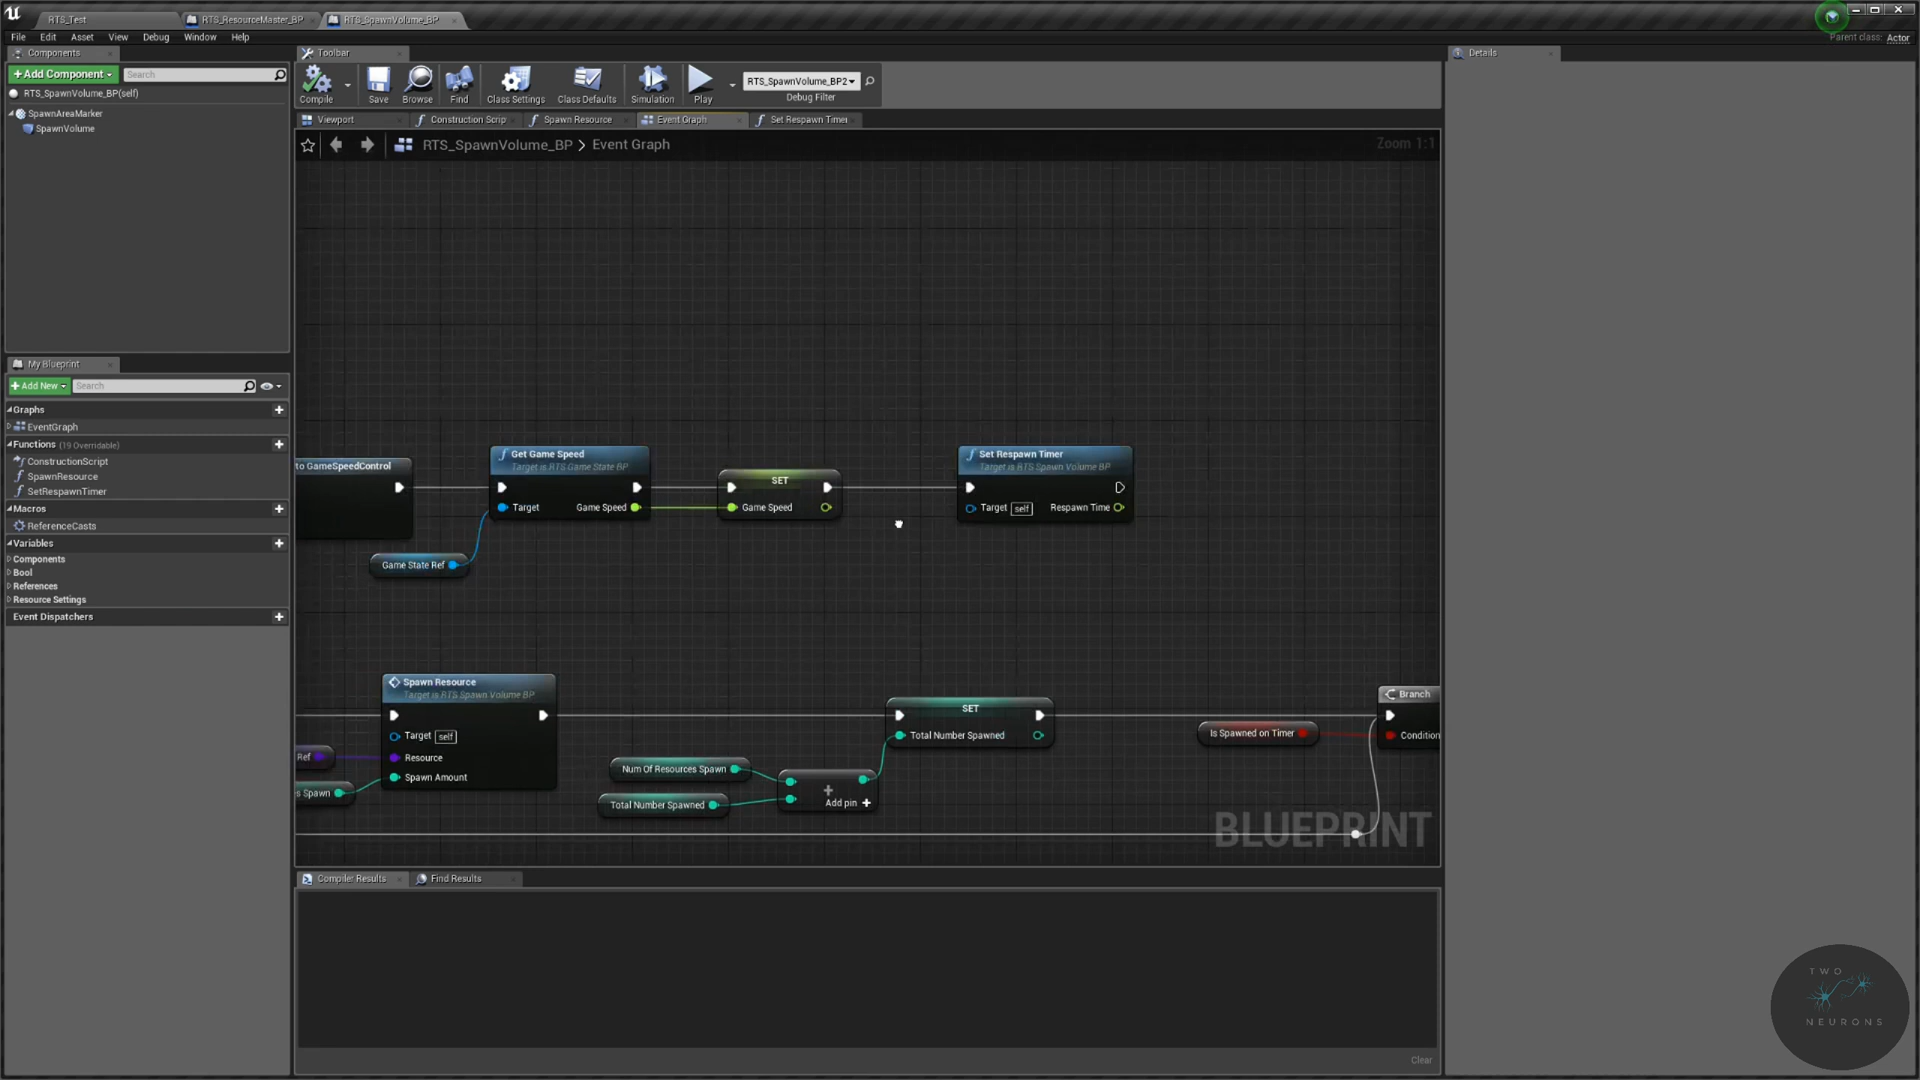 RTS_Test
RTS_ResourceMaster_BP
RTS_SpawnVolume_BP
File Edit Asset View Debug Window Help
Parent class: Actor
Components
+Add Component
Search
RTS_SpawnVolume_BP(self)
SpawnAreaMarker
SpawnVolume
Toolbar
Compile
Save
Browse
Find
Class Settings
Class Defaults
Simulation
Play
RTS_SpawnVolume_BP2
Debug Filter
Details
Viewport
Construction Scrip
Spawn Resource
Event Graph
Set Respawn Timer
RTS_SpawnVolume_BP > Event Graph
Zoom 1:1
My Blueprint
+Add New
Search
Graphs
EventGraph
Functions (19 Overridable)
ConstructionScript
SpawnResource
SetRespawnTimer
Macros
ReferenceCasts
Variables
Components
Bool
References
Resource Settings
Event Dispatchers
to GameSpeedControl
Get Game Speed
Target is RTS Game State BP
Target
Game Speed
Game State Ref
SET
Game Speed
Set Respawn Timer
Target is RTS Spawn Volume BP
Target self
Respawn Time
Spawn Resource
Target is RTS Spawn Volume BP
Target self
Resource
Spawn Amount
Ref
s Spawn
Num Of Resources Spawn
Total Number Spawned
Add pin +
SET
Total Number Spawned
Is Spawned on Timer
Branch
Condition
BLUEPRINT
Compiler Results
Find Results
Clear
TWO
NEURONS